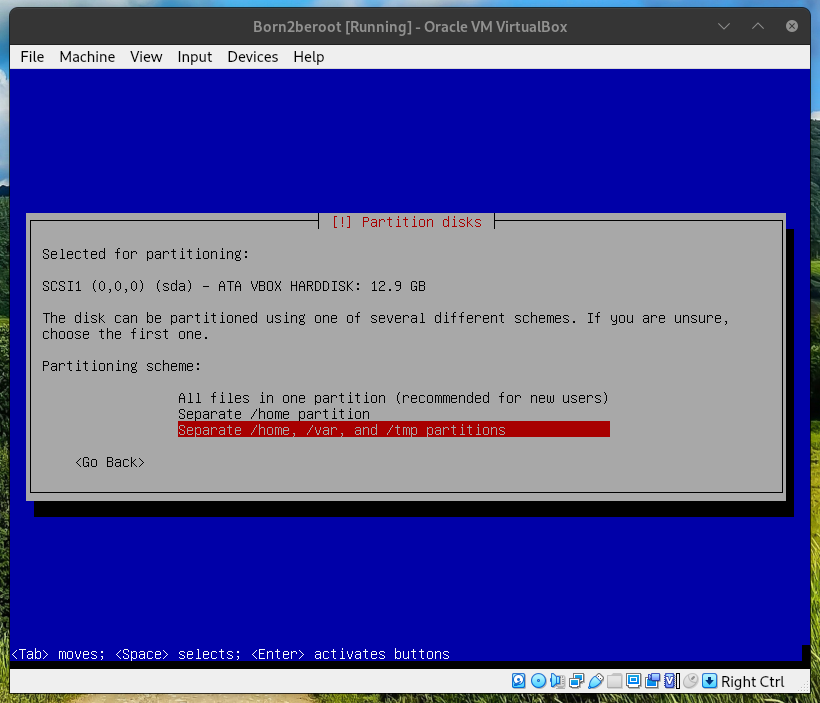 Born2beroot [Running] - Oracle VM VirtualBox
File Machine View Input Devices Help
[!] Partition disks
Selected for partitioning:
SCSI1 (0,0,0) (sda) - ATA VBOX HARDDISK: 12.9 GB
The disk can be partitioned using one of several different schemes. If you are unsure,
choose the first one.
Partitioning scheme:
All files in one partition (recommended for new users)
Separate /home partition
Separate /home, /var, and /tmp partitions
<Go Back>
<Tab> moves; <Space> selects; <Enter> activates buttons
Right Ctrl